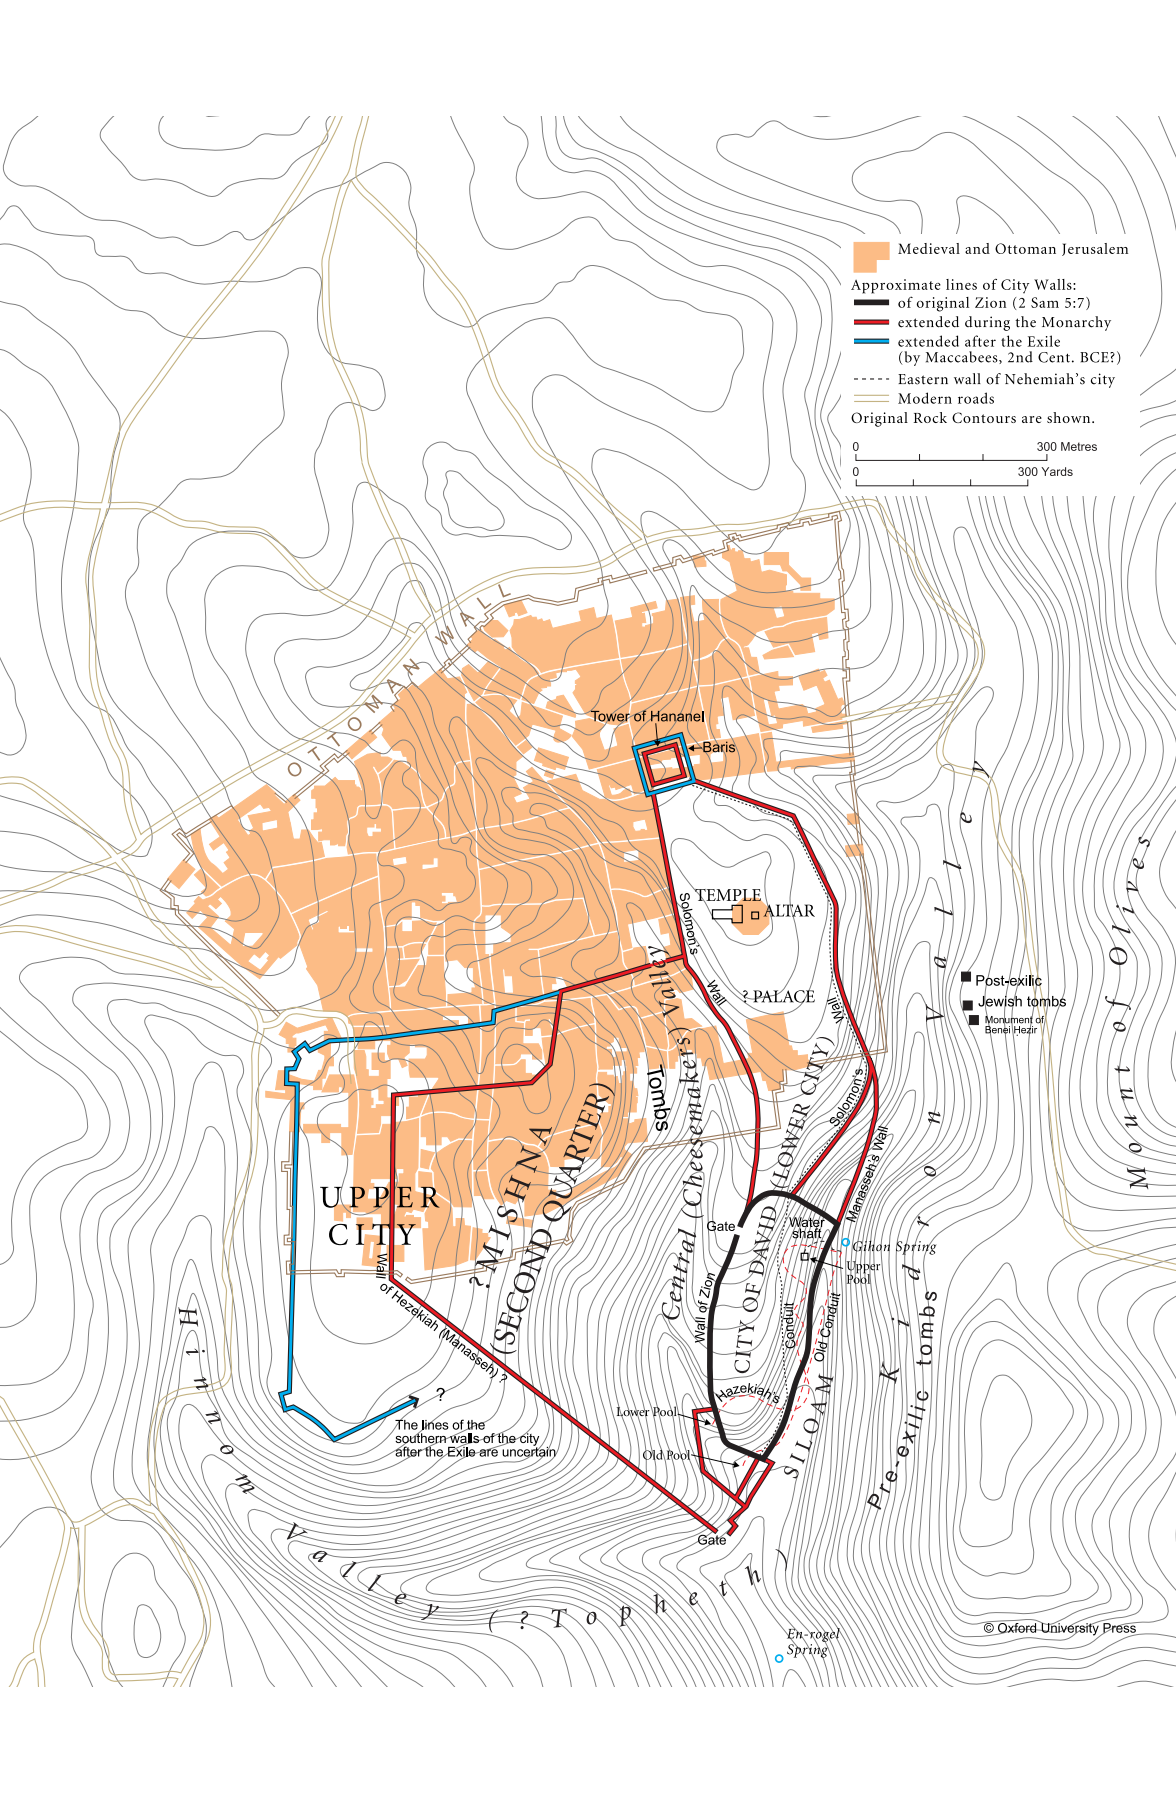 Medieval and Ottoman Jerusalem
Approximate lines of City Walls:
of original Zion (2 Sam 5:7)
extended during the Monarchy
extended after the Exile
(by Maccabees, 2nd Cent. BCE?)
Eastern wall of Nehemiah's city
Modern roads
Original Rock Contours are shown.
0 300 Metres
0 300 Yards
OTTOMAN WALL
Tower of Hananel
Baris
TEMPLE
ALTAR
Solomon's
Wall
? PALACE
Wall
Solomon's
Manasseh's Wall
Kidron Valley
Mount of Olives
Post-exilic
Jewish tombs
Monument of
Benei Hezir
Central (Cheesemakers) Valley
Tombs
? MISHNA
(SECOND QUARTER)
UPPER
CITY
Wall
of Hezekiah (Manasseh) ?
CITY OF DAVID (LOWER CITY)
Gate
Water
shaft
Gihon Spring
Upper
Pool
Wall of Zion
Conduit
Old Conduit
Hazekiah's
Lower Pool
Old Pool
SILOAM
Pre-exilic tombs
?
The lines of the
southern walls of the city
after the Exile are uncertain
Gate
Hinnom Valley (? Topheth)
En-rogel
Spring
© Oxford University Press